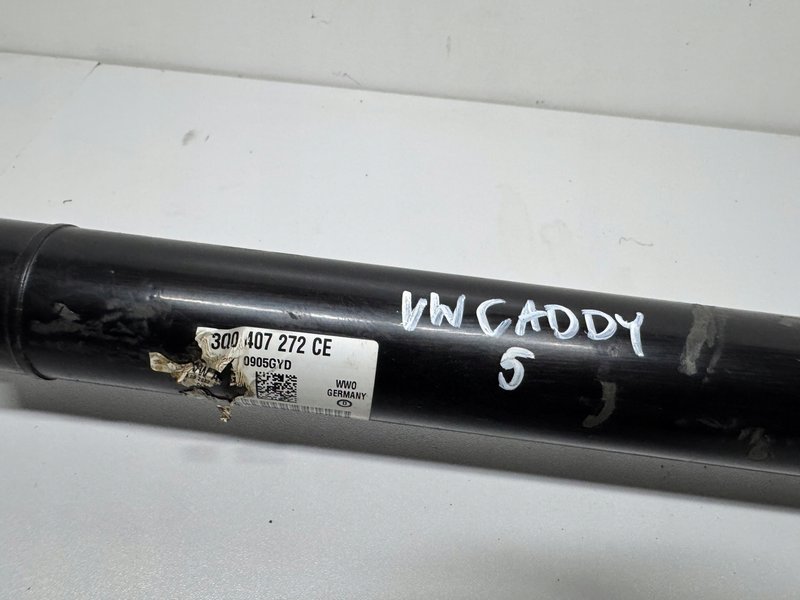 3Q0 407 272 CE
0905GYD
WWO
GERMANY
VW CADDY
5